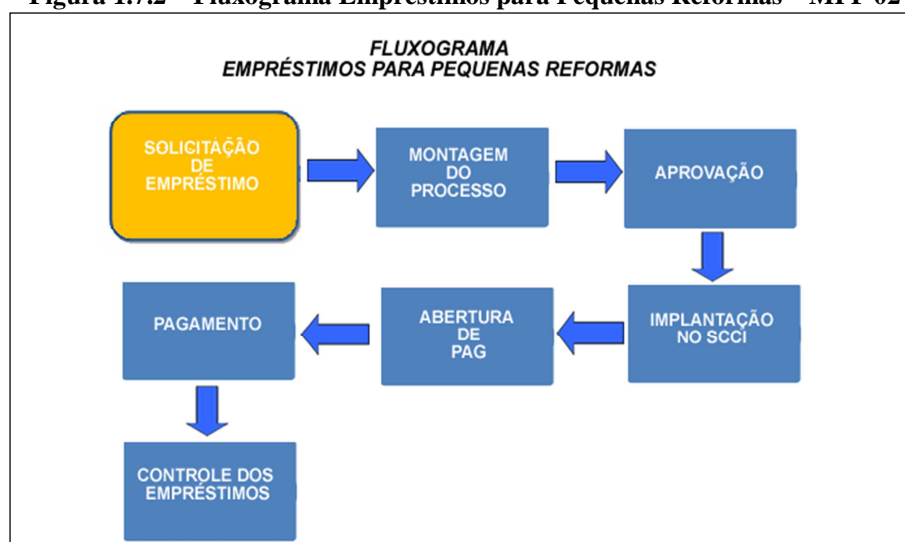 Figura 1.7.2 – Fluxograma Empréstimos para Pequenas Reformas – MPP 02
FLUXOGRAMA
EMPRÉSTIMOS PARA PEQUENAS REFORMAS
SOLICITAÇÃO
DE
EMPRÉSTIMO
MONTAGEM
DO
PROCESSO
APROVAÇÃO
IMPLANTAÇÃO
NO SCCI
ABERTURA
DE
PAG
PAGAMENTO
CONTROLE DOS
EMPRÉSTIMOS